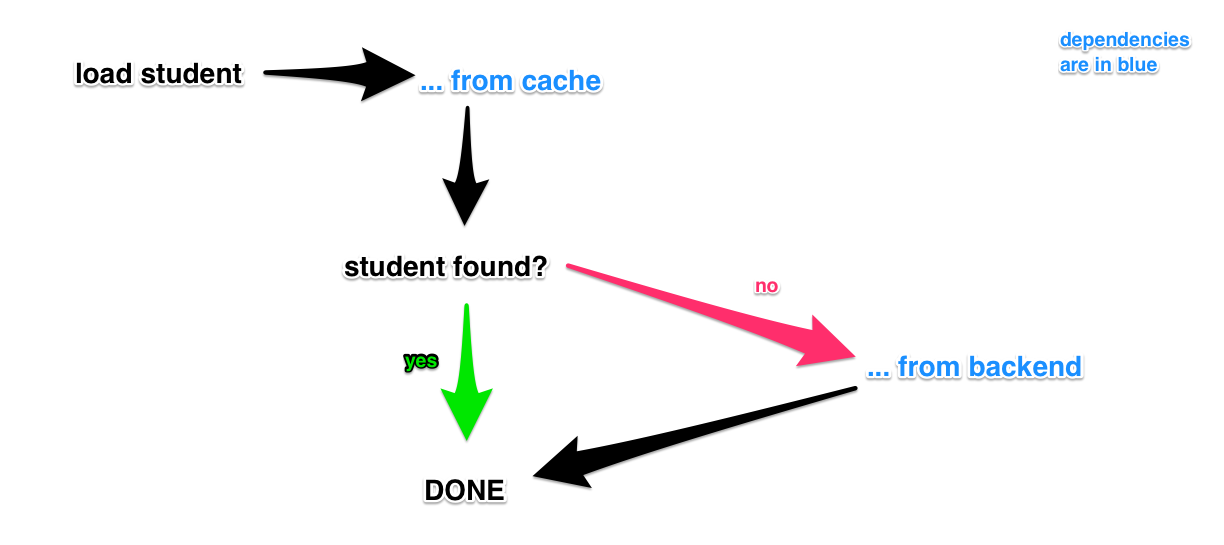 load student
... from cache
dependencies
are in blue
student found?
no
yes
... from backend
DONE